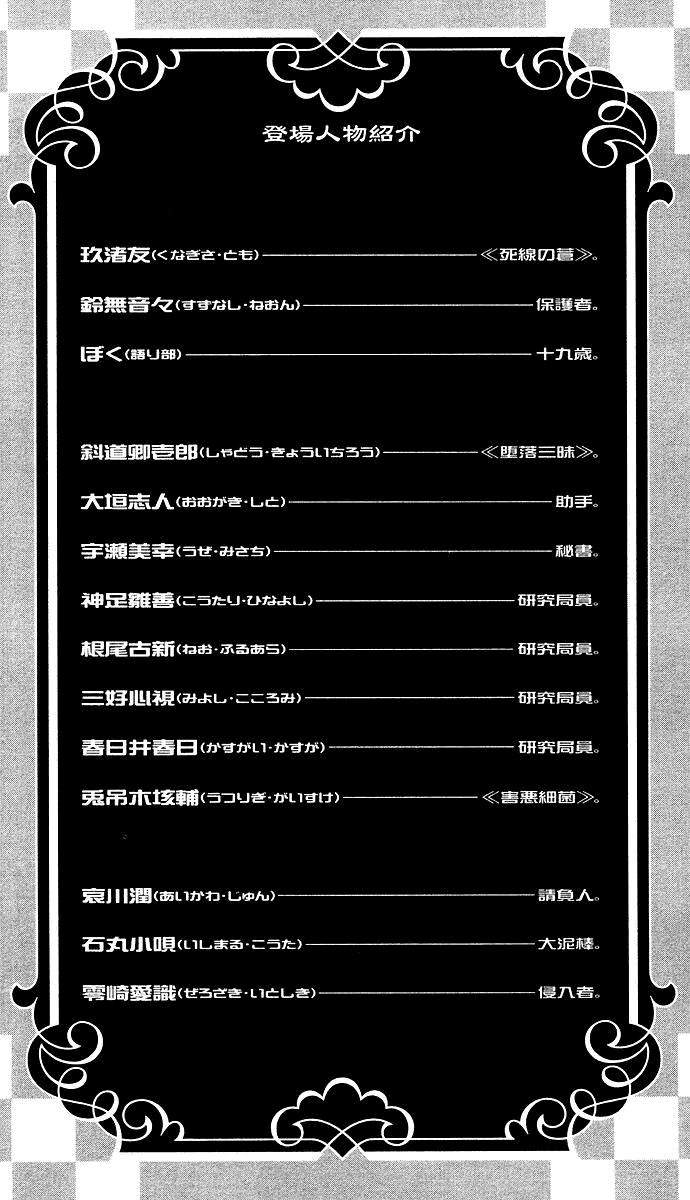 登場人物紹介
玖渚友(くなぎさ・とも)――≪死線の蒼≫。
鈴無音々(すずなし・ねおん)――保護者。
ぼく(語り部)――十九歳。
斜道卿壱郎(しゃどう・きょういちろう)――≪堕落三昧≫。
大垣志人(おおがき・しと)――助手。
宇瀬美幸(うぜ・みさち)――秘書。
神足雛善(こうたり・ひなよし)――研究局員。
根尾古新(ねお・ふるあら)――研究局員。
三好心視(みよし・こころみ)――研究局員。
春日井春日(かすがい・かすが)――研究局員。
兎吊木垓輔(うつりぎ・がいすけ)――≪害悪細菌≫。
哀川潤(あいかわ・じゅん)――請負人。
石丸小唄(いしまる・こうた)――大泥棒。
零崎愛識(ぜろざき・いとしき)――侵入者。